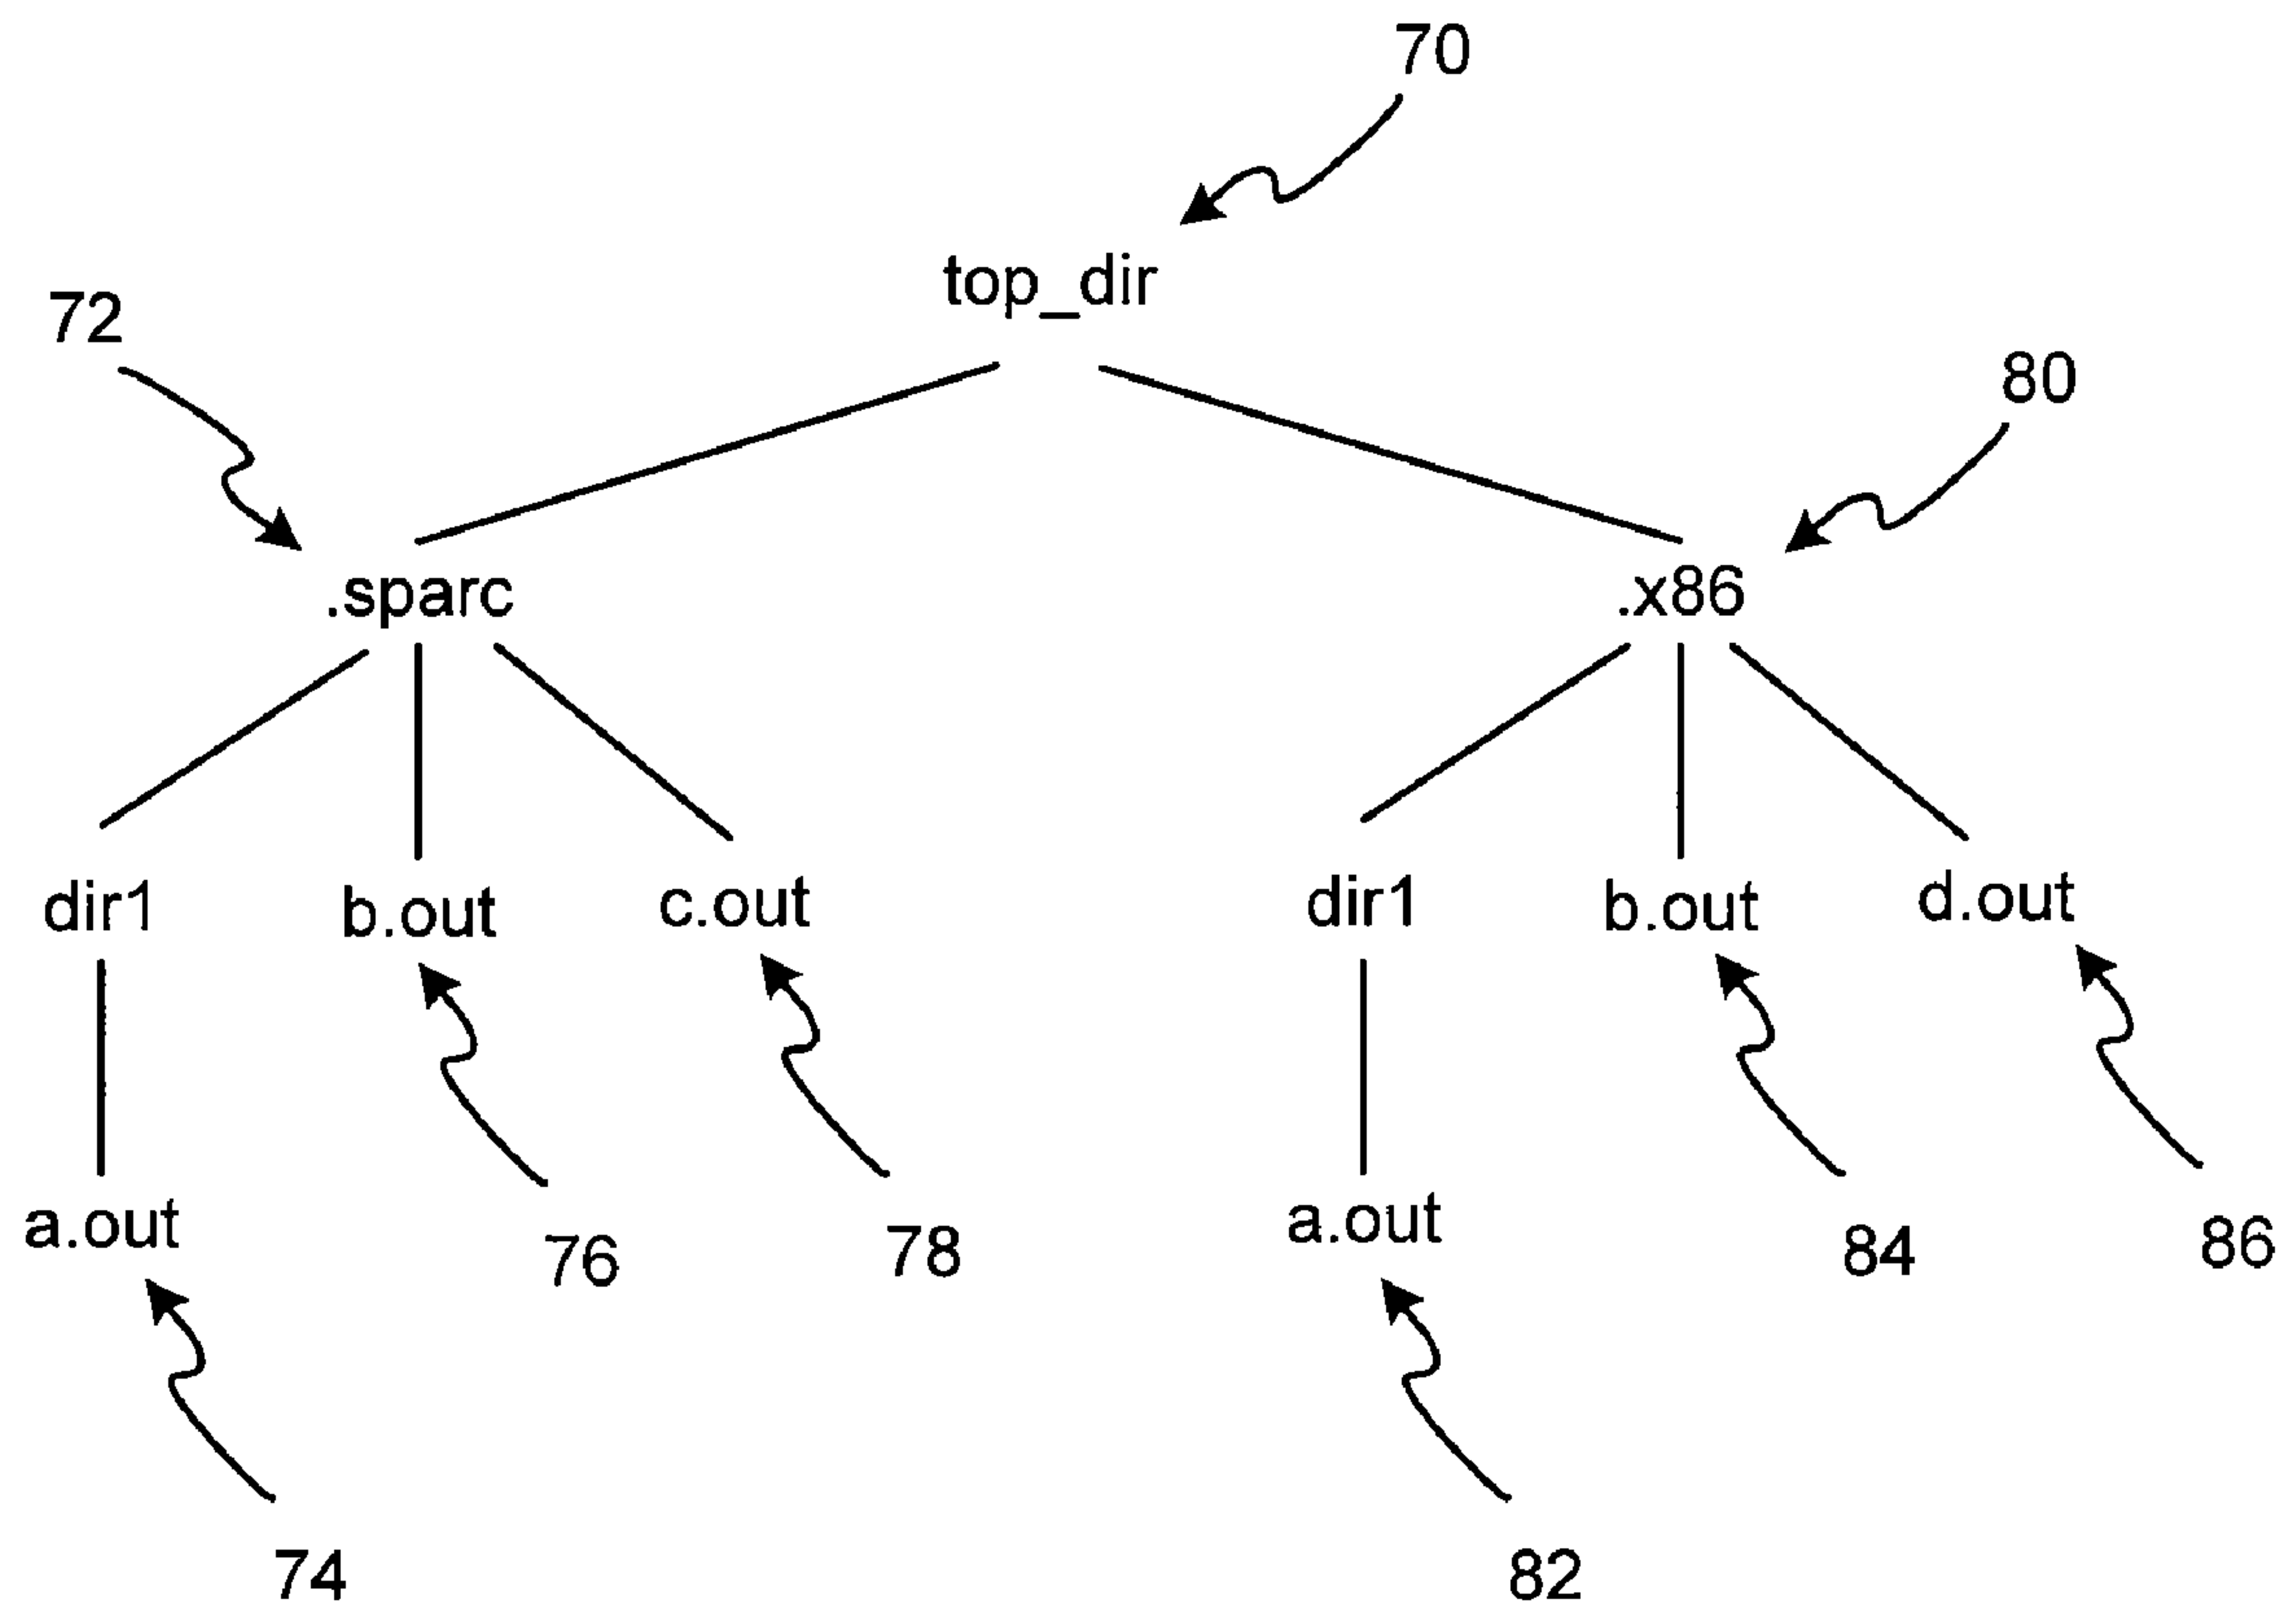 70
top_dir
72
80
.sparc
.x86
dir1
b.out
c.out
dir1
b.out
d.out
a.out
76
78
a.out
84
86
74
82